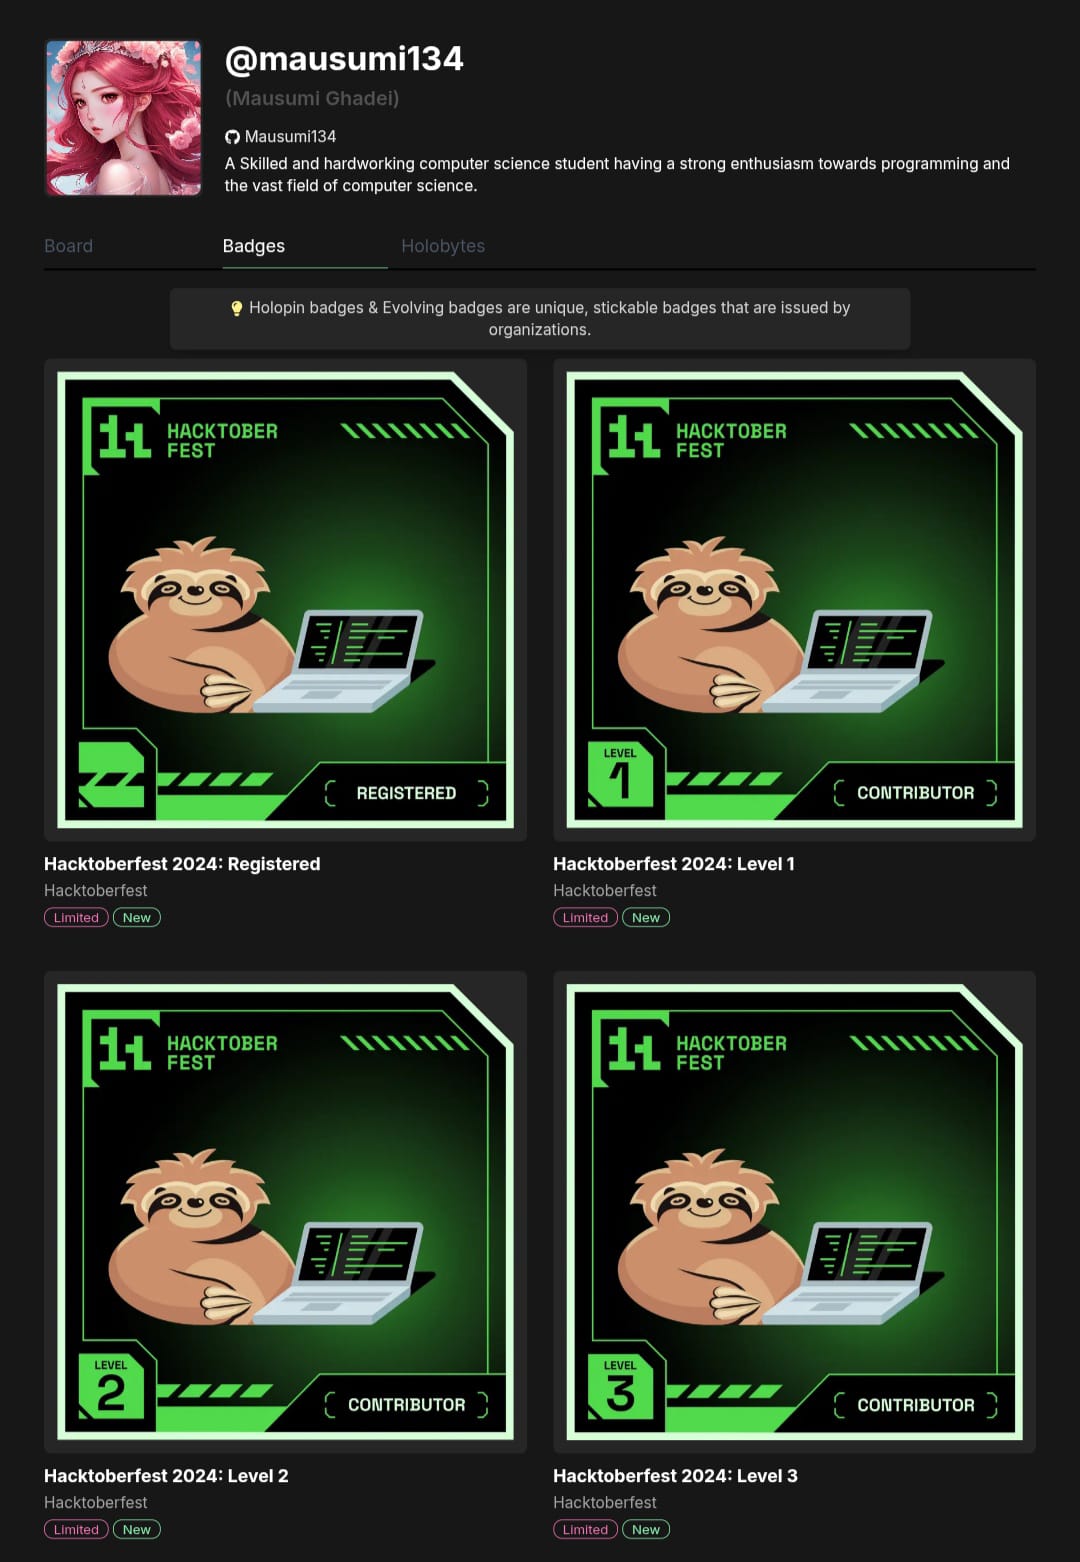 @mausumi134
(Mausumi Ghadei)
Mausumi134
A Skilled and hardworking computer science student having a strong enthusiasm towards programming and
the vast field of computer science.
Board
Badges
Holobytes
💡 Holopin badges & Evolving badges are unique, stickable badges that are issued by
organizations.
11 HACKTOBER
FEST
REGISTERED
Hacktoberfest 2024: Registered
Hacktoberfest
Limited New
11 HACKTOBER
FEST
LEVEL
1
CONTRIBUTOR
Hacktoberfest 2024: Level 1
Hacktoberfest
Limited New
11 HACKTOBER
FEST
LEVEL
2
CONTRIBUTOR
Hacktoberfest 2024: Level 2
Hacktoberfest
Limited New
11 HACKTOBER
FEST
LEVEL
3
CONTRIBUTOR
Hacktoberfest 2024: Level 3
Hacktoberfest
Limited New